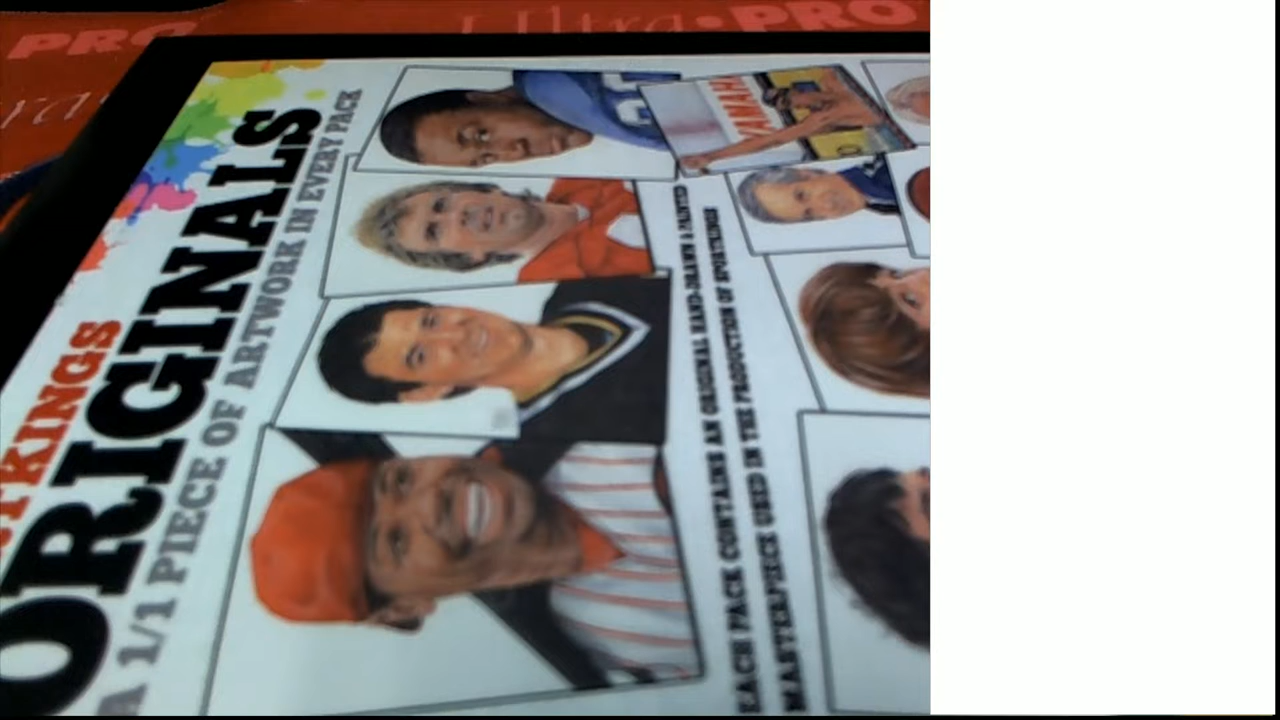 PRO
Ultra•PRO
TKINGS
ORIGINALS
A 1/1 PIECE OF ARTWORK IN EVERY PACK
YAMAHA
EACH PACK CONTAINS AN ORIGINAL HAND-DRAWN & PAINTED
MASTERPIECE USED IN THE PRODUCTION OF SPORTKINGS